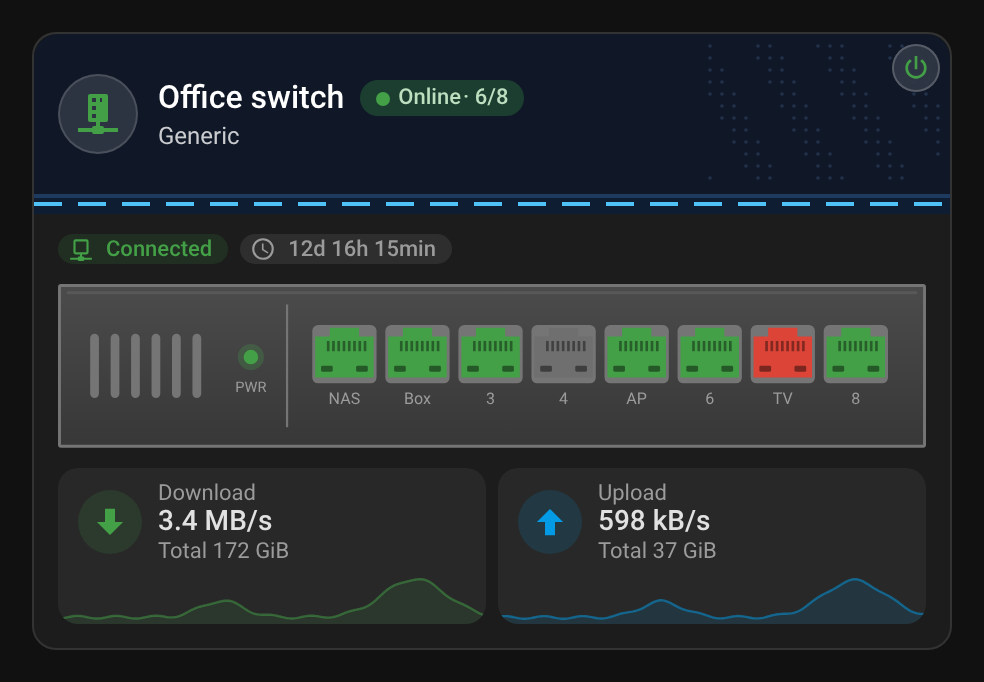 Office switch
Online· 6/8
Generic
Connected
12d 16h 15min
PWR
NAS Box 3 4 AP 6 TV 8
Download
3.4 MB/s
Total 172 GiB
Upload
598 kB/s
Total 37 GiB